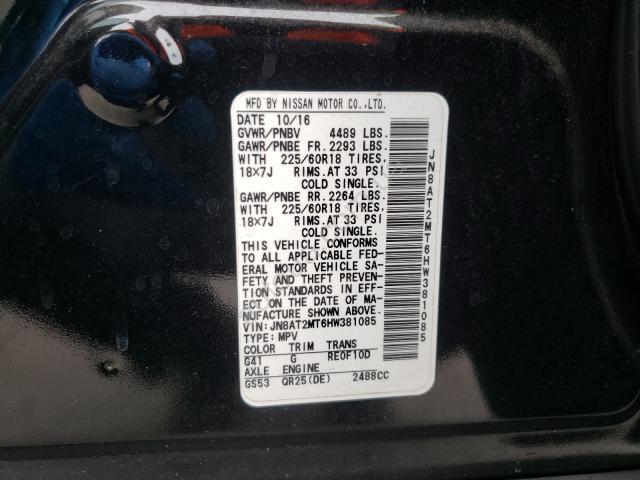 MFD BY NISSAN MOTOR CO.,LTD.
DATE 10/16
GVWR/PNBV 4489 LBS.
GAWR/PNBE FR.2293 LBS.
WITH 225/60R18 TIRES,
18×7J RIMS.AT 33 PSI
COLD SINGLE.
GAWR/PNBE RR.2264 LBS.
WITH 225/60R18 TIRES,
18×7J RIMS.AT 33 PSI
COLD SINGLE.
THIS VEHICLE CONFORMS
TO ALL APPLICABLE FED-
ERAL MOTOR VEHICLE SA-
FETY AND THEFT PREVEN-
TION STANDARDS IN EFF-
ECT ON THE DATE OF MA-
NUFACTURE SHOWN ABOVE.
VIN: JN8AT2MT6HW381085
TYPE: MPV
COLOR TRIM TRANS
G41 G RE0F10D
AXLE ENGINE
GS53 QR25(DE) 2488CC
JN8AT2MT6HW381085